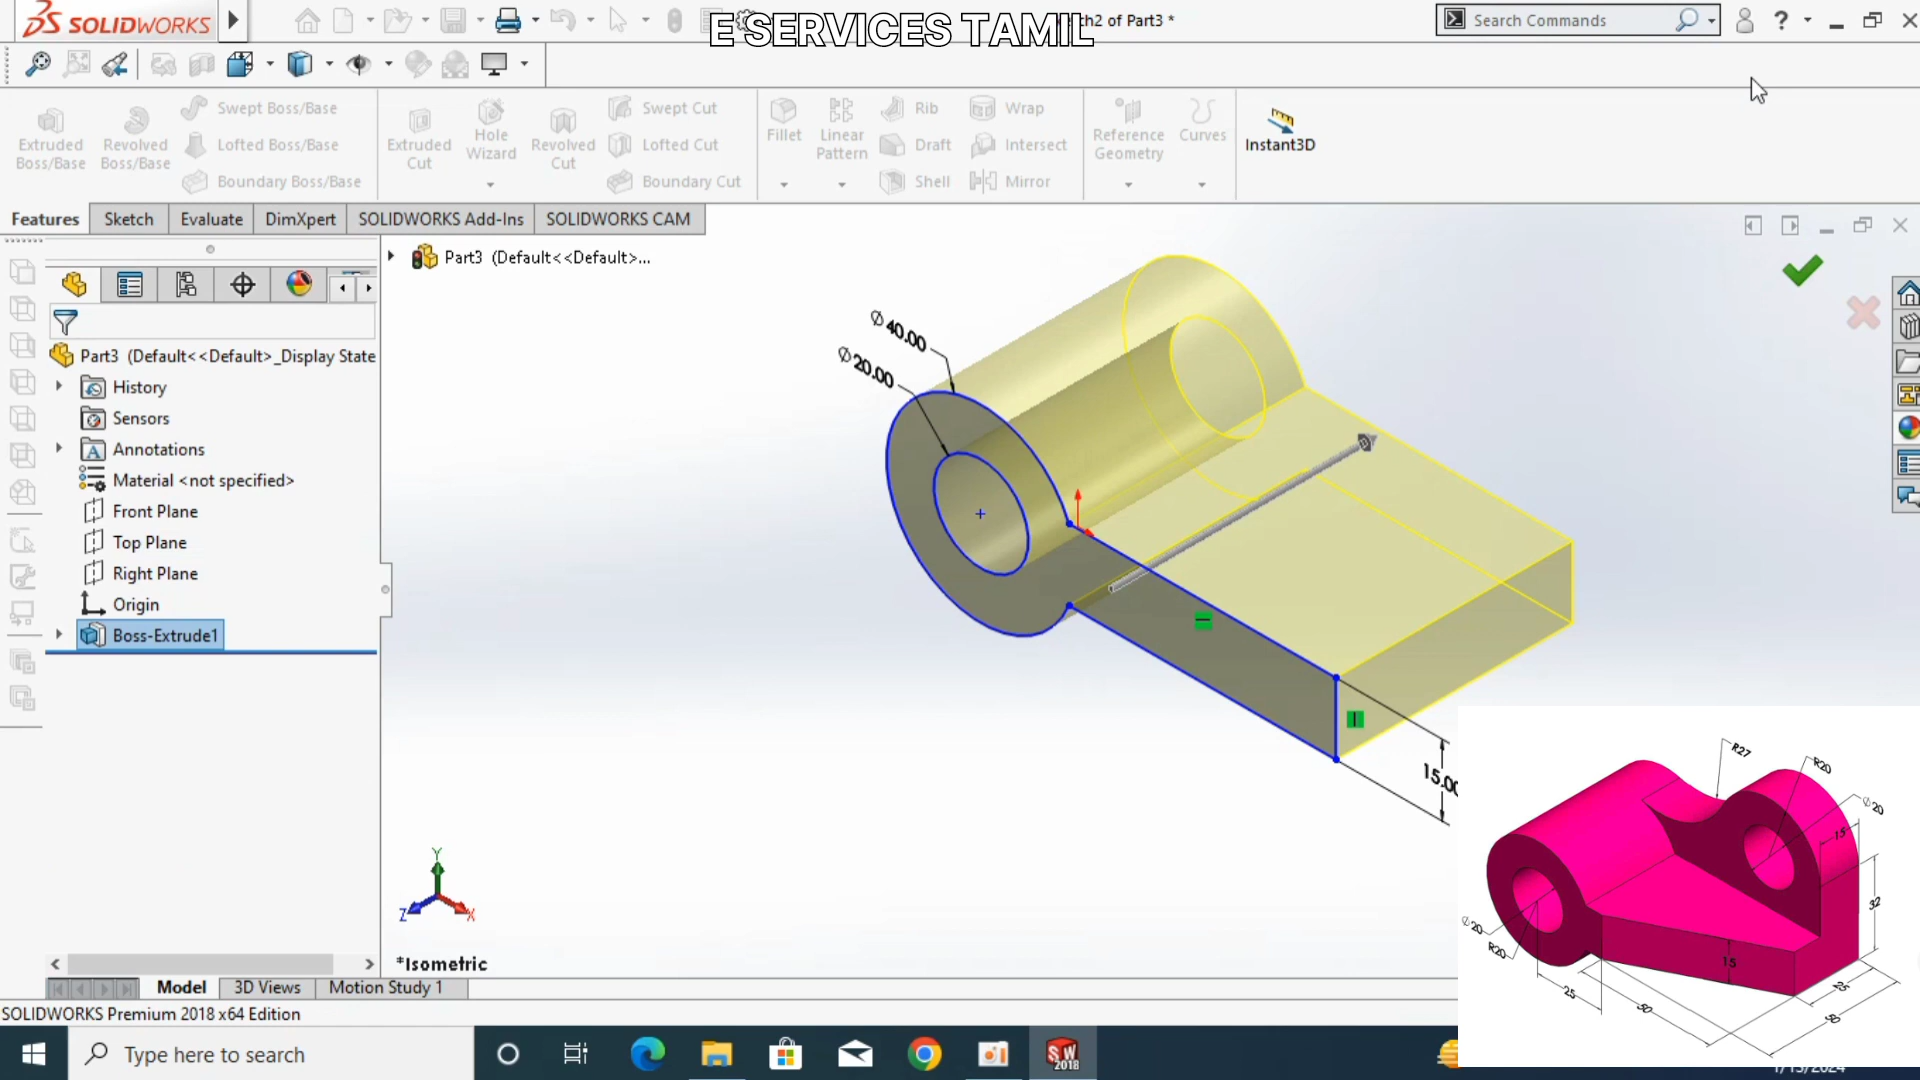 SOLIDWORKS
E SERVICES TAMIL
of Part3 *
Search Commands
Extruded Boss/Base
Revolved Boss/Base
Swept Boss/Base
Lofted Boss/Base
Boundary Boss/Base
Extruded Cut
Hole Wizard
Revolved Cut
Swept Cut
Lofted Cut
Boundary Cut
Fillet
Linear Pattern
Rib
Draft
Shell
Wrap
Intersect
Mirror
Reference Geometry
Curves
Instant3D
Features
Sketch
Evaluate
DimXpert
SOLIDWORKS Add-Ins
SOLIDWORKS CAM
Part3 (Default<<Default>...
Part3 (Default<<Default>_Display State
History
Sensors
Annotations
Material <not specified>
Front Plane
Top Plane
Right Plane
Origin
Boss-Extrude1
Ø 40.00
Ø 20.00
15.00
Y
Z
X
*Isometric
R27
R20
Ø20
15
32
Ø20
R20
15
25
50
25
50
Model
3D Views
Motion Study 1
SOLIDWORKS Premium 2018 x64 Edition
Type here to search
SW
2018